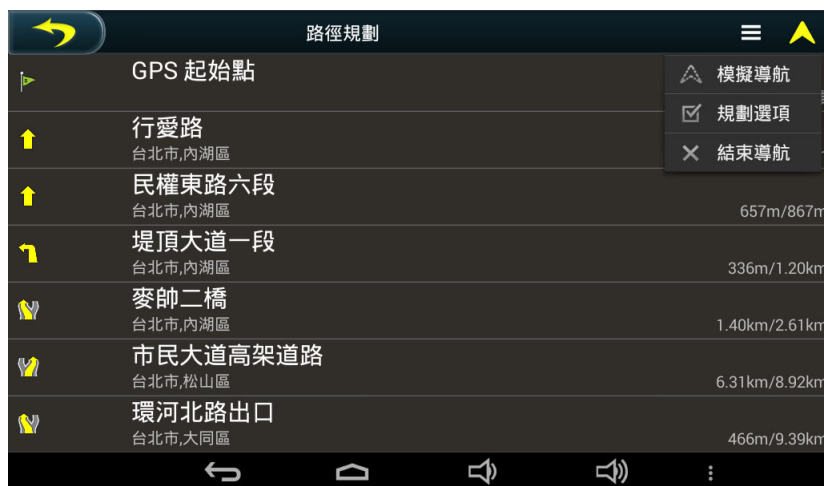 路徑規劃
模擬導航
規劃選項
結束導航
GPS 起始點
行愛路
台北市,內湖區
民權東路六段
台北市,內湖區
657m/867m
堤頂大道一段
台北市,內湖區
336m/1.20km
麥帥二橋
台北市,內湖區
1.40km/2.61km
市民大道高架道路
台北市,松山區
6.31km/8.92km
環河北路出口
台北市,大同區
466m/9.39km